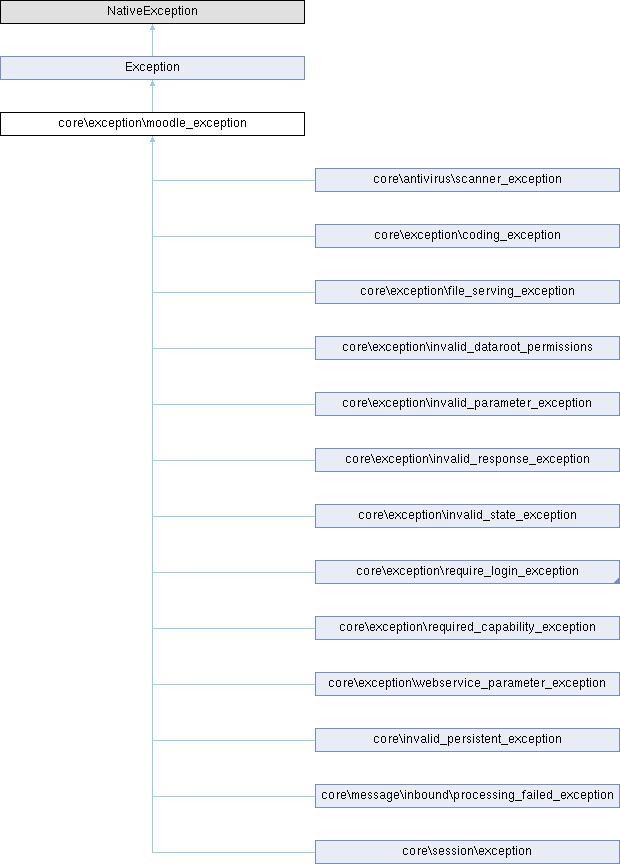 NativeException
Exception
core\exception\moodle_exception
core\antivirus\scanner_exception
core\exception\coding_exception
core\exception\file_serving_exception
core\exception\invalid_dataroot_permissions
core\exception\invalid_parameter_exception
core\exception\invalid_response_exception
core\exception\invalid_state_exception
core\exception\require_login_exception
core\exception\required_capability_exception
core\exception\webservice_parameter_exception
core\invalid_persistent_exception
core\message\inbound\processing_failed_exception
core\session\exception